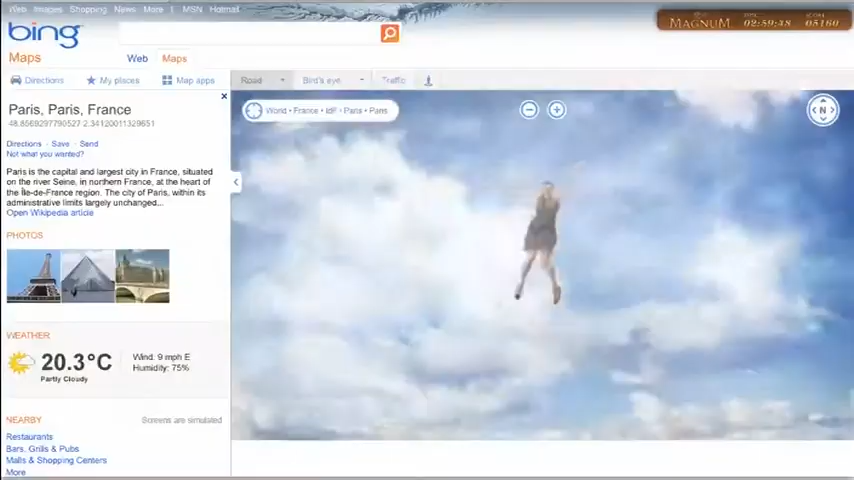 Web Images Shopping News More | MSN Hotmail
bing
MAGNUM 02:59:48 05160
Maps Web Maps
Directions My places Map apps Road Bird's eye Traffic
Paris, Paris, France
World • France • IdF • Paris • Paris
N
Directions · Save · Send
Not what you wanted?
Paris is the capital and largest city in France, situated
on the river Seine, in northern France, at the heart of
the Île-de-France region. The city of Paris, within its
administrative limits largely unchanged...
Open Wikipedia article
PHOTOS
WEATHER
20.3°C
Wind: 9 mph E
Humidity: 75%
Partly Cloudy
NEARBY
Screens are simulated
Restaurants
Bars, Grills & Pubs
Malls & Shopping Centers
More